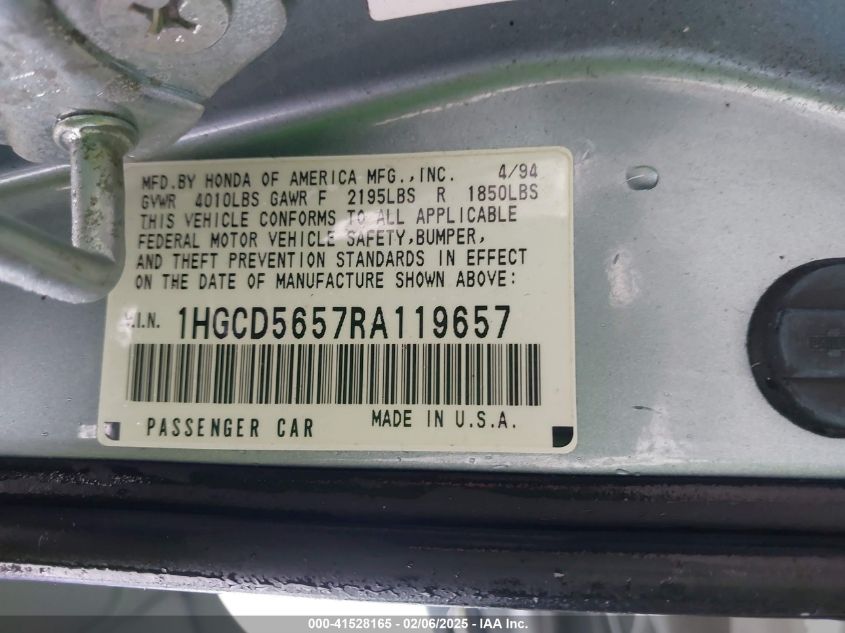 MFD.BY HONDA OF AMERICA MFG.,INC. 4/94
GVWR 4010LBS GAWR F 2195LBS R 1850LBS
THIS VEHICLE CONFORMS TO ALL APPLICABLE
FEDERAL MOTOR VEHICLE SAFETY,BUMPER,
AND THEFT PREVENTION STANDARDS IN EFFECT
ON THE DATE OF MANUFACTURE SHOWN ABOVE:
V.I.N. 1HGCD5657RA119657
PASSENGER CAR MADE IN U.S.A.
000-41528165 - 02/06/2025 - IAA Inc.